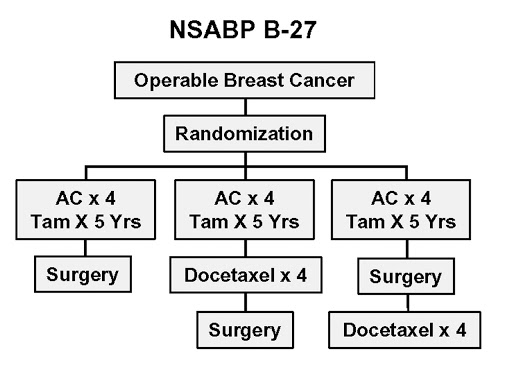 NSABP B-27
Operable Breast Cancer
Randomization
AC x 4
Tam X 5 Yrs
Surgery
AC x 4
Tam X 5 Yrs
Docetaxel x 4
Surgery
AC x 4
Tam X 5 Yrs
Surgery
Docetaxel x 4